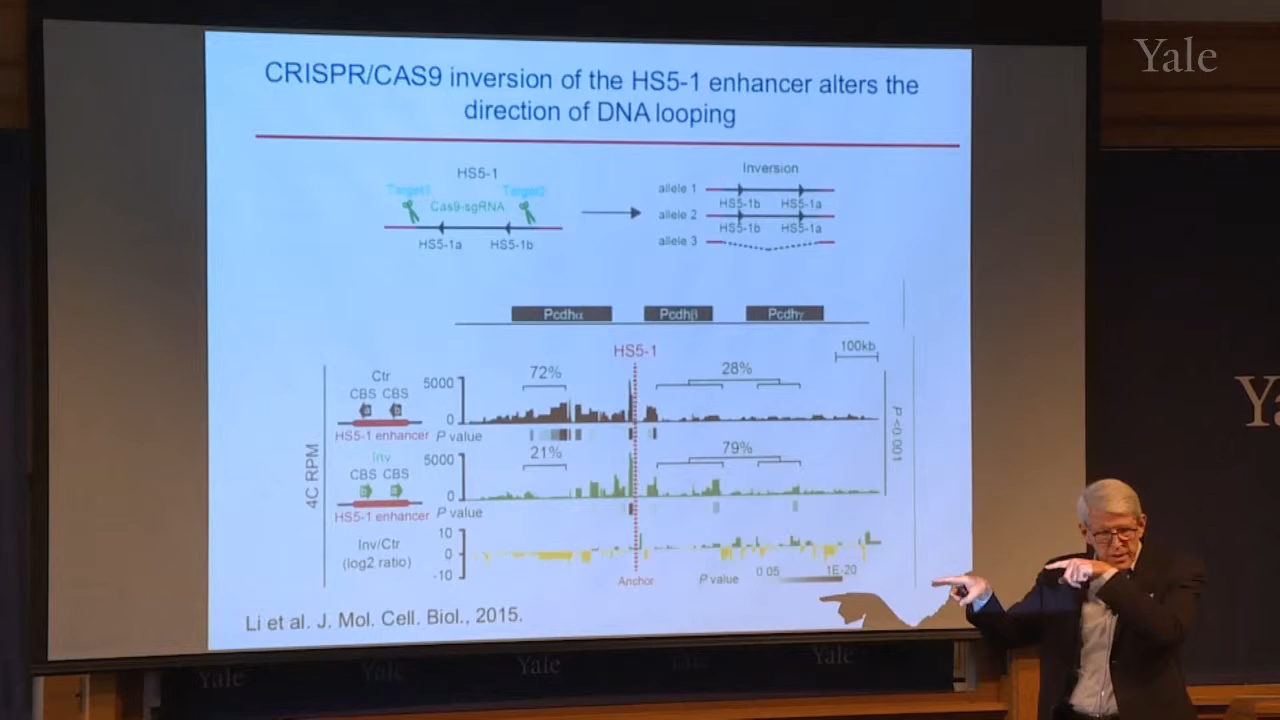 Yale
CRISPR/CAS9 inversion of the HS5-1 enhancer alters the
direction of DNA looping
HS5-1
Target1 Target2
Cas9-sgRNA
HS5-1a HS5-1b
Inversion
allele 1
HS5-1b HS5-1a
allele 2
HS5-1b HS5-1a
allele 3
Pcdhα Pcdhβ Pcdhγ
HS5-1
100kb
4C RPM
Ctr
CBS CBS
a b
HS5-1 enhancer
5000
0
P value
72% 28%
Inv
CBS CBS
HS5-1 enhancer
5000
0
P value
21% 79%
P <0 001
Inv/Ctr
(log2 ratio)
10
0
-10
Anchor
P value 0 05 1E-20
Li et al. J. Mol. Cell. Biol., 2015.
Yale Yale Yale Yale